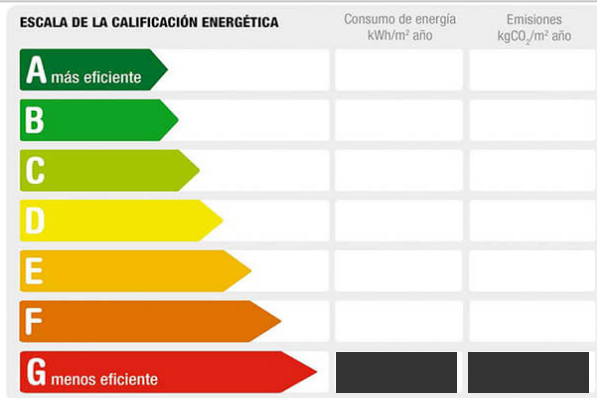 ESCALA DE LA CALIFICACIÓN ENERGÉTICA
Consumo de energía
kWh/m² año
Emisiones
kgCO₂/m² año
A más eficiente
B
C
D
E
F
G menos eficiente